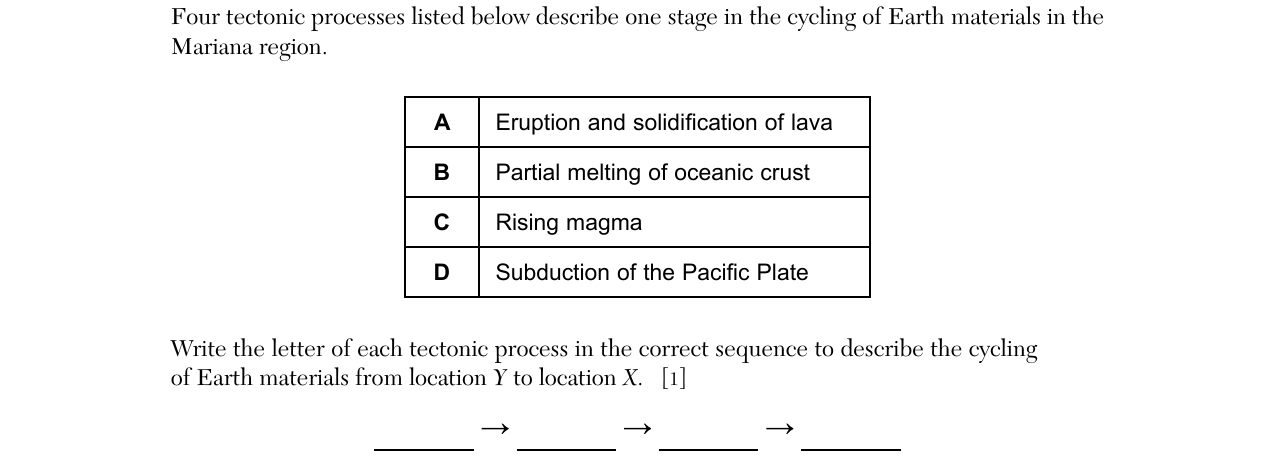 Four tectonic processes listed below describe one stage in the cycling of Earth materials in the
Mariana region.
A Eruption and solidification of lava
B Partial melting of oceanic crust
C Rising magma
D Subduction of the Pacific Plate
Write the letter of each tectonic process in the correct sequence to describe the cycling
of Earth materials from location Y to location X. [1]
→ → →